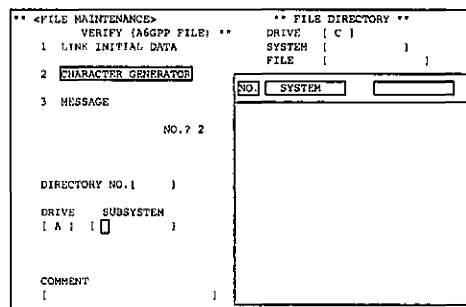 ** <FILE MAINTENANCE>
VERIFY (A6GPP FILE) **
1 LINK INITIAL DATA
2 CHARACTER GENERATOR
3 MESSAGE
NO.? 2
DIRECTORY NO.[ ]
DRIVE SUBSYSTEM
[ A ] [ ]
COMMENT
[ ]
** FILE DIRECTORY **
DRIVE [ C ]
SYSTEM [ ]
FILE [ ]
NO. SYSTEM